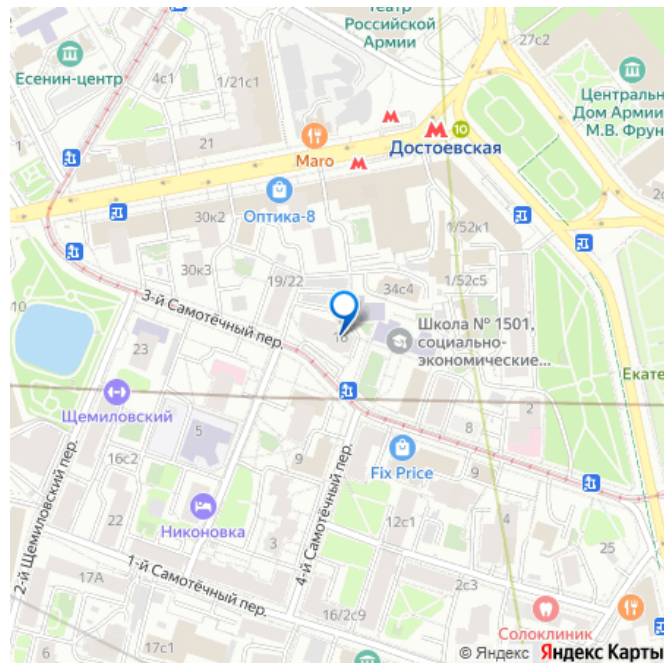 Театр
Российской
Армии
27с2
Есенин-центр
4с1
1/21с1
Центральн
Дом Армии
М.В. Фрун
Maro
10
Достоевская
30к2
Оптика-8
1/52к1
30к3
19/22
34с4
1/52с5
10
3-й Самотёчный пер.
16
Школа № 1501,
социально-
экономические...
23
Екате
Щемиловский
2
8
5
9
16с2
Fix Price
9
2-й Щемиловский пер.
22
Никоновка
4-й Самотёчный пер.
12с1
4
3
25
17А
1-й Самотёчный пер.
2с3
16/2с9
Солоклиник
16
17с1
© Яндекс Яндекс Карты